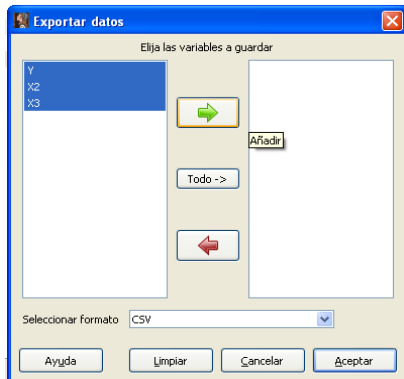 Exportar datos
Elija las variables a guardar
Y
X2
X3
Añadir
Todo ->
Seleccionar formato CSV
Ayuda Limpiar Cancelar Aceptar